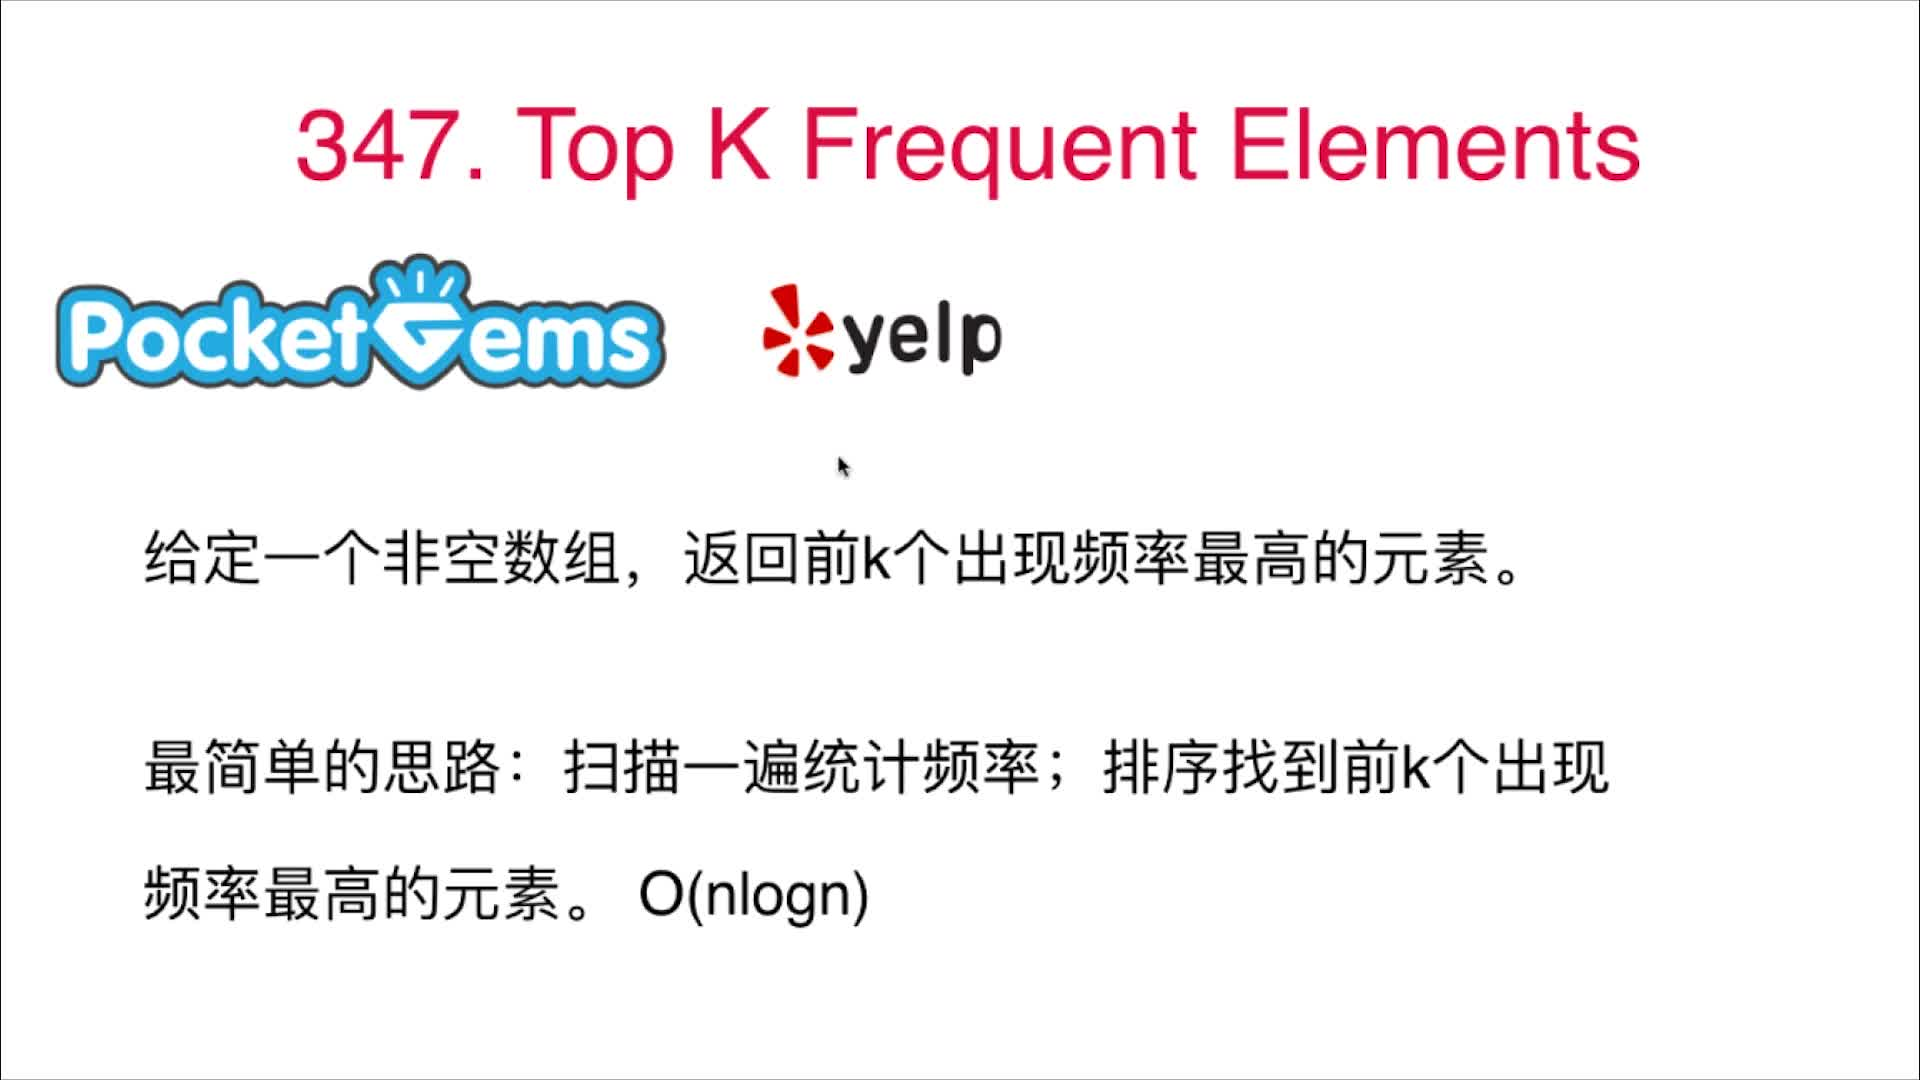 347. Top K Frequent Elements
PocketGems
yelp
给定一个非空数组，返回前k个出现频率最高的元素。
最简单的思路：扫描一遍统计频率；排序找到前k个出现
频率最高的元素。 O(nlogn)